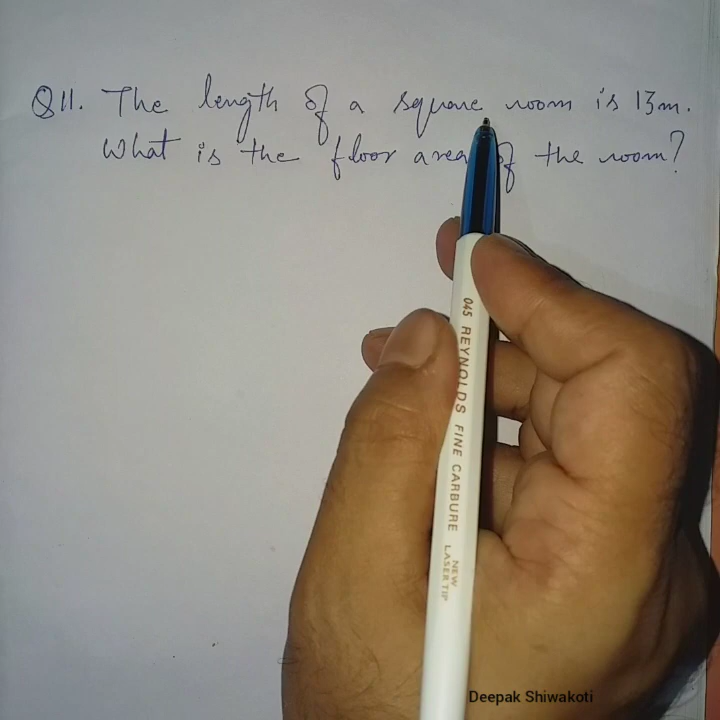 Q11. The length of a square room is 13m.
What is the floor area of the room?
045 REYNOLDS FINE CARBURE
NEW
LASER TIP
Deepak Shiwakoti